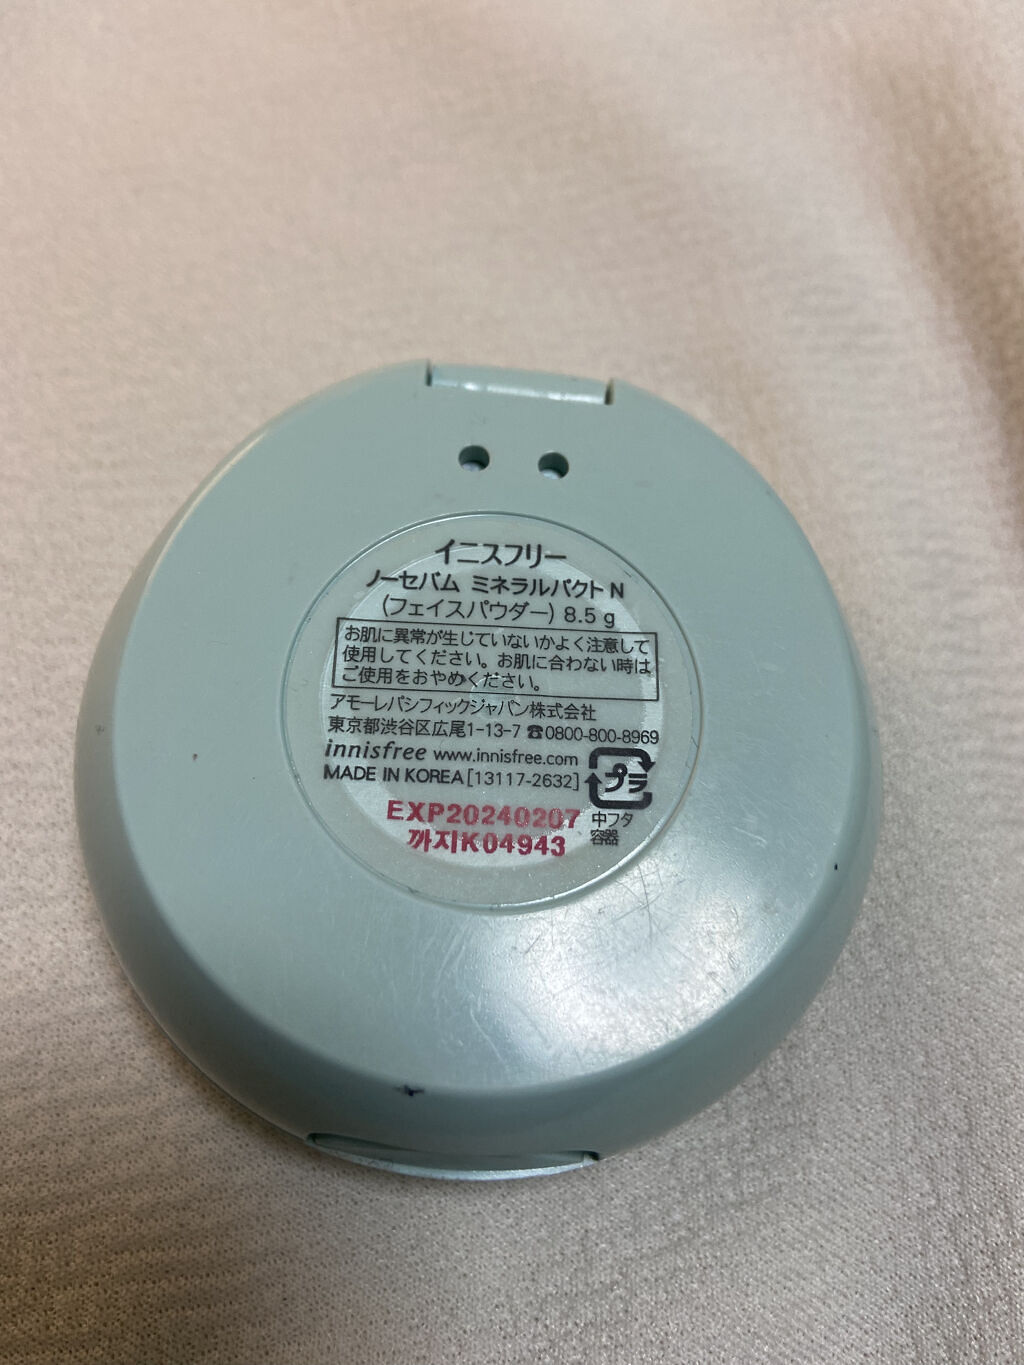 イニスフリー
ノーセバム ミネラルパクト N
(フェイスパウダー) 8.5 g
お肌に異常が生じていないかよく注意して
使用してください。お肌に合わない時は
ご使用をおやめください。
アモーレパシフィックジャパン株式会社
東京都渋谷区広尾1-13-7 ☎0800-800-8969
innisfree www.innisfree.com
MADE IN KOREA [13117-2632]
プラ
EXP20240207
까지K04943
中フタ
容器